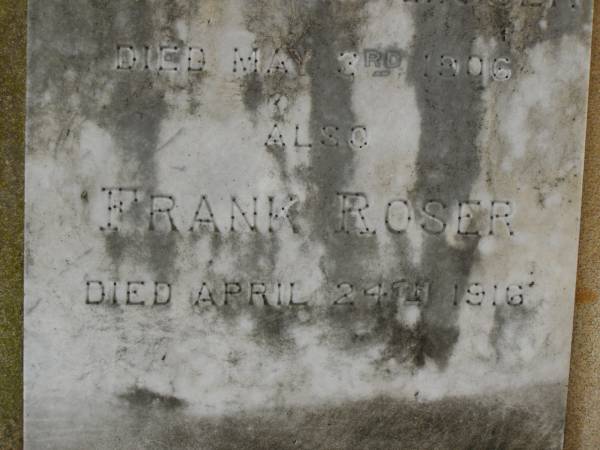 DIED MAY 3RD 1906
ALSO
FRANK ROSER
DIED APRIL 24TH 1916